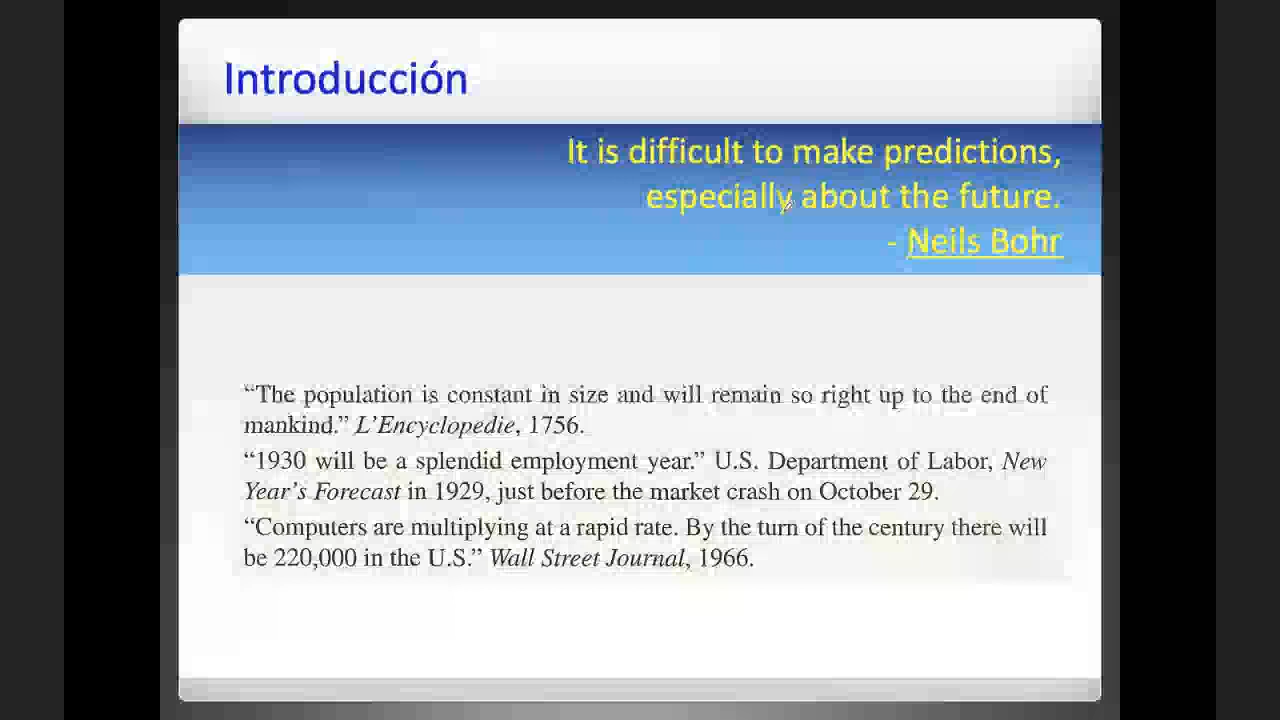 Introducción
It is difficult to make predictions,
especially about the future.
- Neils Bohr
“The population is constant in size and will remain so right up to the end of
mankind.” L’Encyclopedie, 1756.
“1930 will be a splendid employment year.” U.S. Department of Labor, New
Year’s Forecast in 1929, just before the market crash on October 29.
“Computers are multiplying at a rapid rate. By the turn of the century there will
be 220,000 in the U.S.” Wall Street Journal, 1966.